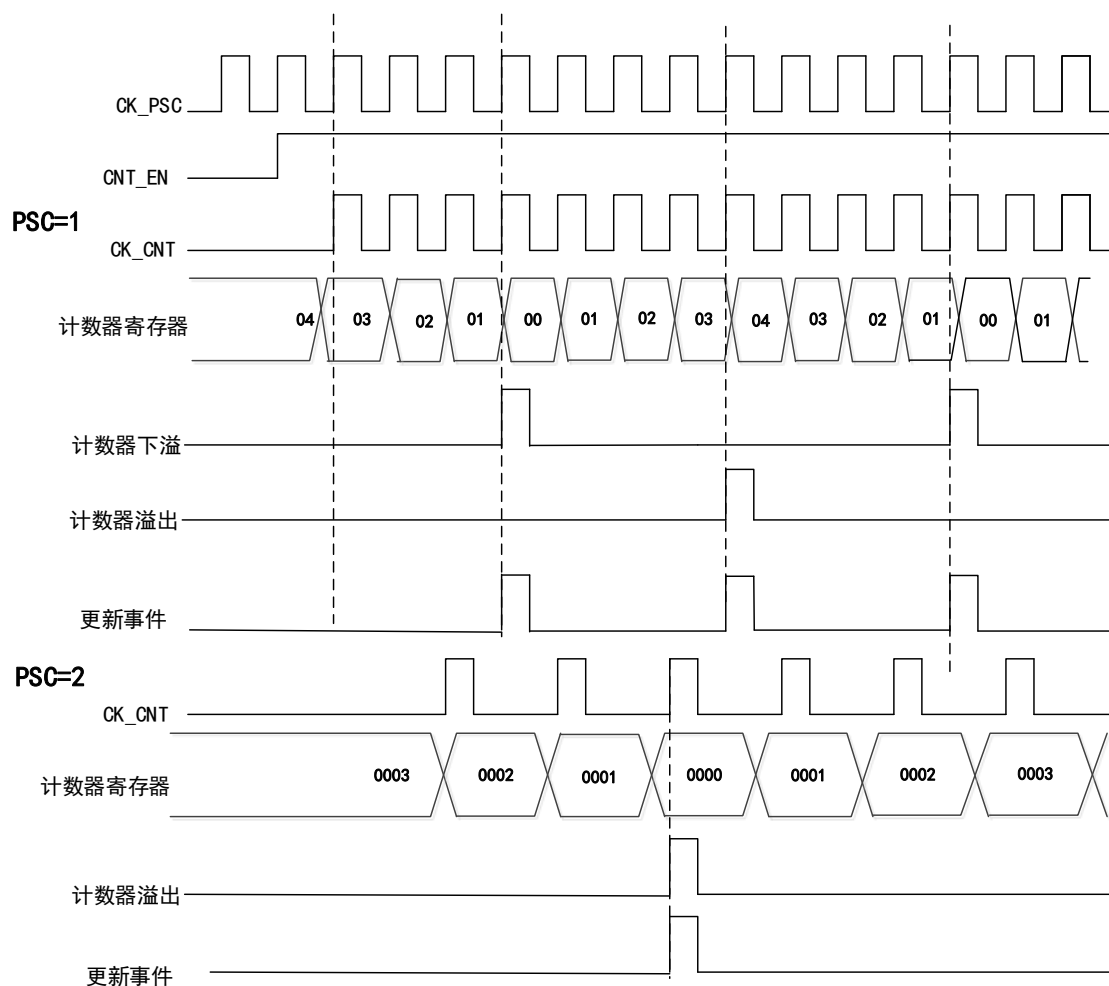 CK_PSC
CNT_EN
PSC=1
CK_CNT
计数器寄存器 04 03 02 01 00 01 02 03 04 03 02 01 00 01
计数器下溢
计数器溢出
更新事件
PSC=2
CK_CNT
计数器寄存器 0003 0002 0001 0000 0001 0002 0003
计数器溢出
更新事件